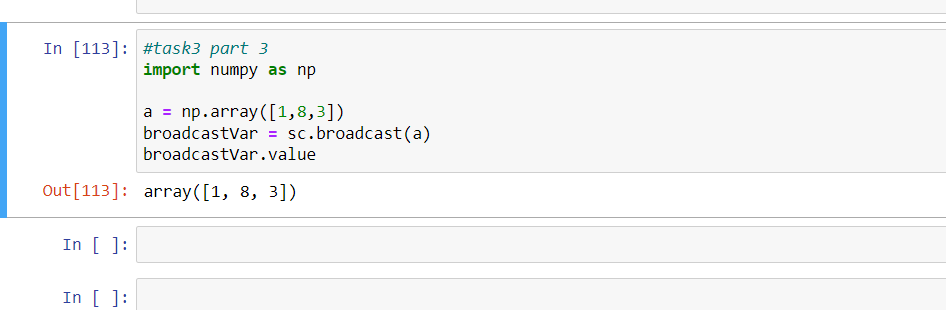 In [113]:
#task3 part 3
import numpy as np
a = np.array([1,8,3])
broadcastVar = sc.broadcast(a)
broadcastVar.value
Out[113]: array([1, 8, 3])
In [ ]:
In [ ]: